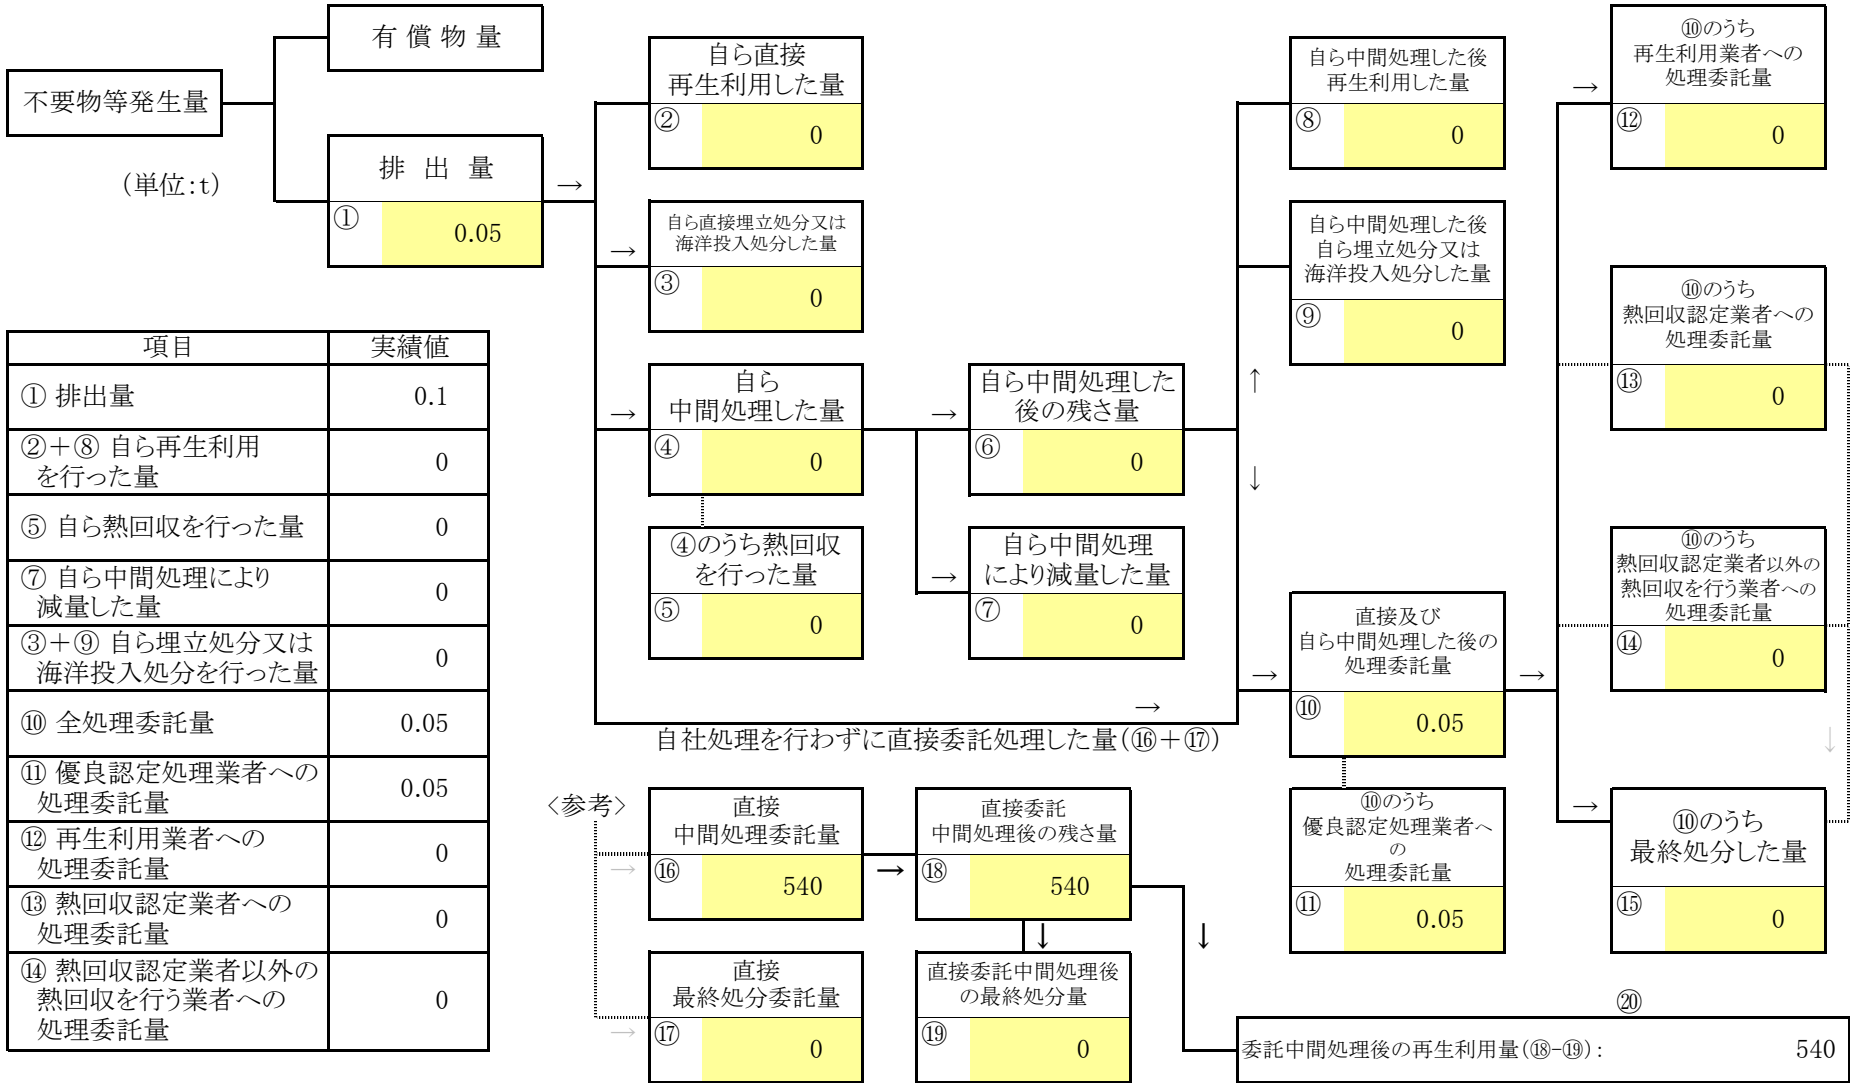 有 償 物 量
不要物等発生量
(単位:t)
排 出 量
①
0.05
→
自ら直接
再生利用した量
②
0
→
自ら直接埋立処分又は
海洋投入処分した量
③
0
→
自ら
中間処理した量
④
0
④のうち熱回収
を行った量
⑤
0
→
自ら中間処理した
後の残さ量
⑥
0
→
自ら中間処理
により減量した量
⑦
0
自ら中間処理した後
再生利用した量
⑧
0
自ら中間処理した後
自ら埋立処分又は
海洋投入処分した量
⑨
0
↑
↓
→
自社処理を行わずに直接委託処理した量(⑯+⑰)
→
直接及び
自ら中間処理した後の
処理委託量
⑩
0.05
⑩のうち
優良認定処理業者へ
の
処理委託量
⑪
0.05
→
→
⑩のうち
再生利用業者への
処理委託量
⑫
0
⑩のうち
熱回収認定業者への
処理委託量
⑬
0
⑩のうち
熱回収認定業者以外の
熱回収を行う業者への
処理委託量
⑭
0
↓
→
⑩のうち
最終処分した量
⑮
0
項目 実績値
① 排出量 0.1
②+⑧ 自ら再生利用
を行った量 0
⑤ 自ら熱回収を行った量 0
⑦ 自ら中間処理により
減量した量 0
③+⑨ 自ら埋立処分又は
海洋投入処分を行った量 0
⑩ 全処理委託量 0.05
⑪ 優良認定処理業者への
処理委託量 0.05
⑫ 再生利用業者への
処理委託量 0
⑬ 熱回収認定業者への
処理委託量 0
⑭ 熱回収認定業者以外の
熱回収を行う業者への
処理委託量 0
<参考>
→
直接
中間処理委託量
⑯
540
→
直接委託
中間処理後の残さ量
⑱
540
↓
↓
→
直接
最終処分委託量
⑰
0
直接委託中間処理後
の最終処分量
⑲
0
⑳
委託中間処理後の再生利用量(⑱-⑲): 540